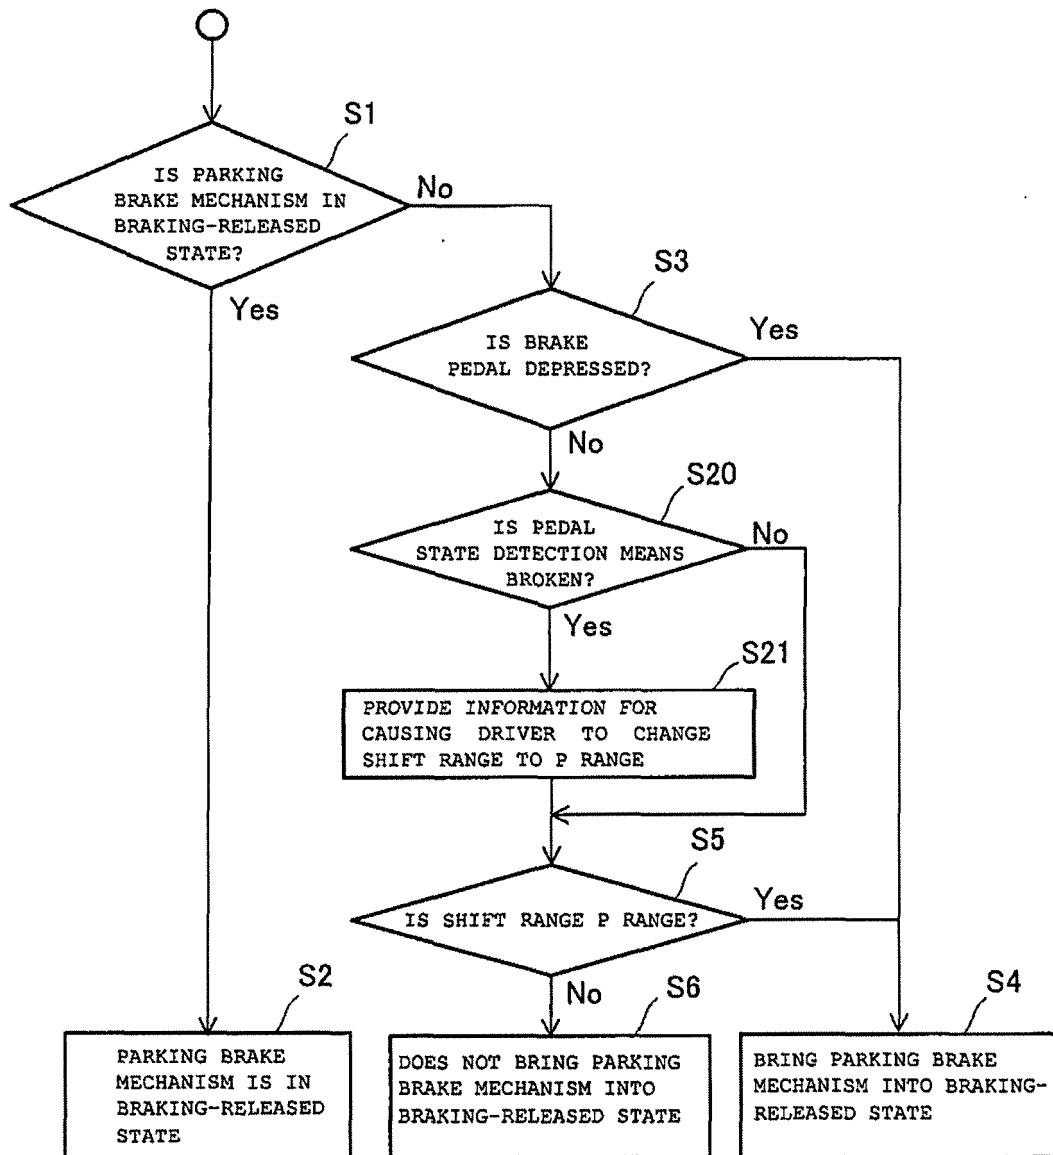 S1
IS PARKING
BRAKE MECHANISM IN
BRAKING-RELEASED
STATE?
No
Yes
S3
IS BRAKE
PEDAL DEPRESSED?
Yes
No
S20
IS PEDAL
STATE DETECTION MEANS
BROKEN?
No
Yes
S21
PROVIDE INFORMATION FOR
CAUSING DRIVER TO CHANGE
SHIFT RANGE TO P RANGE
S5
IS SHIFT RANGE P RANGE?
Yes
No
S2
PARKING BRAKE
MECHANISM IS IN
BRAKING-RELEASED
STATE
S6
DOES NOT BRING PARKING
BRAKE MECHANISM INTO
BRAKING-RELEASED STATE
S4
BRING PARKING BRAKE
MECHANISM INTO BRAKING-
RELEASED STATE